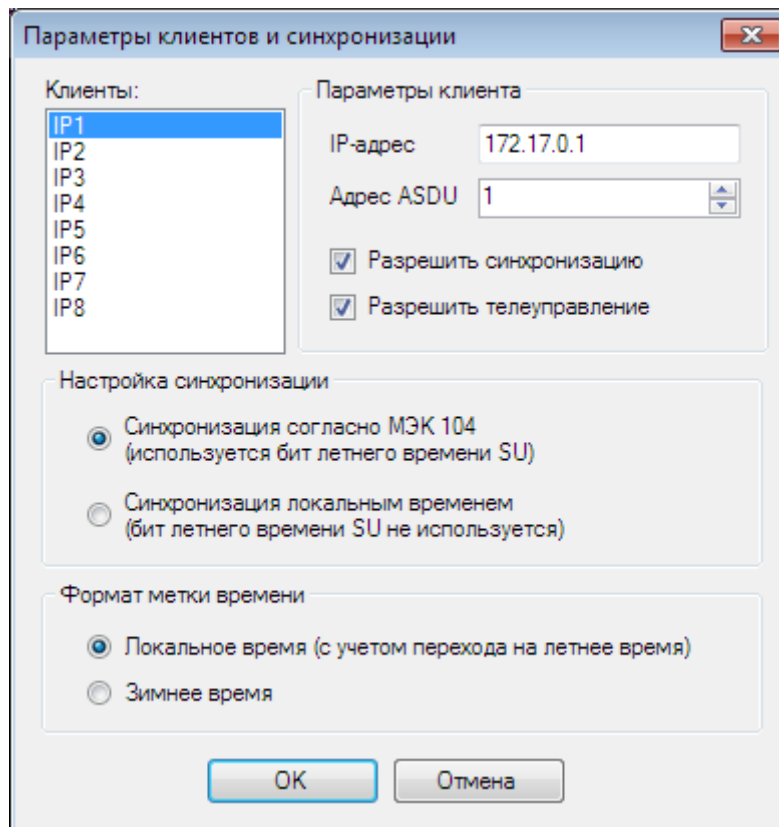 Параметры клиентов и синхронизации
Клиенты:
IP1
IP2
IP3
IP4
IP5
IP6
IP7
IP8
Параметры клиента
IP-адрес 172.17.0.1
Адрес ASDU 1
Разрешить синхронизацию
Разрешить телеуправление
Настройка синхронизации
Синхронизация согласно МЭК 104
(используется бит летнего времени SU)
Синхронизация локальным временем
(бит летнего времени SU не используется)
Формат метки времени
Локальное время (с учетом перехода на летнее время)
Зимнее время
OK Отмена